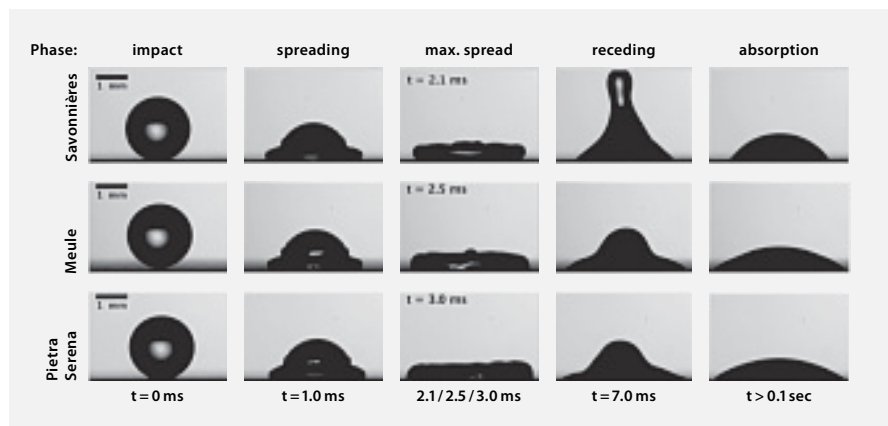 Phase: impact spreading max. spread receding absorption
Savonnières
1 mm
t = 2.1 ms
Meule
1 mm
t = 2.5 ms
Pietra
Serena
1 mm
t = 3.0 ms
t = 0 ms t = 1.0 ms 2.1 / 2.5 / 3.0 ms t = 7.0 ms t > 0.1 sec